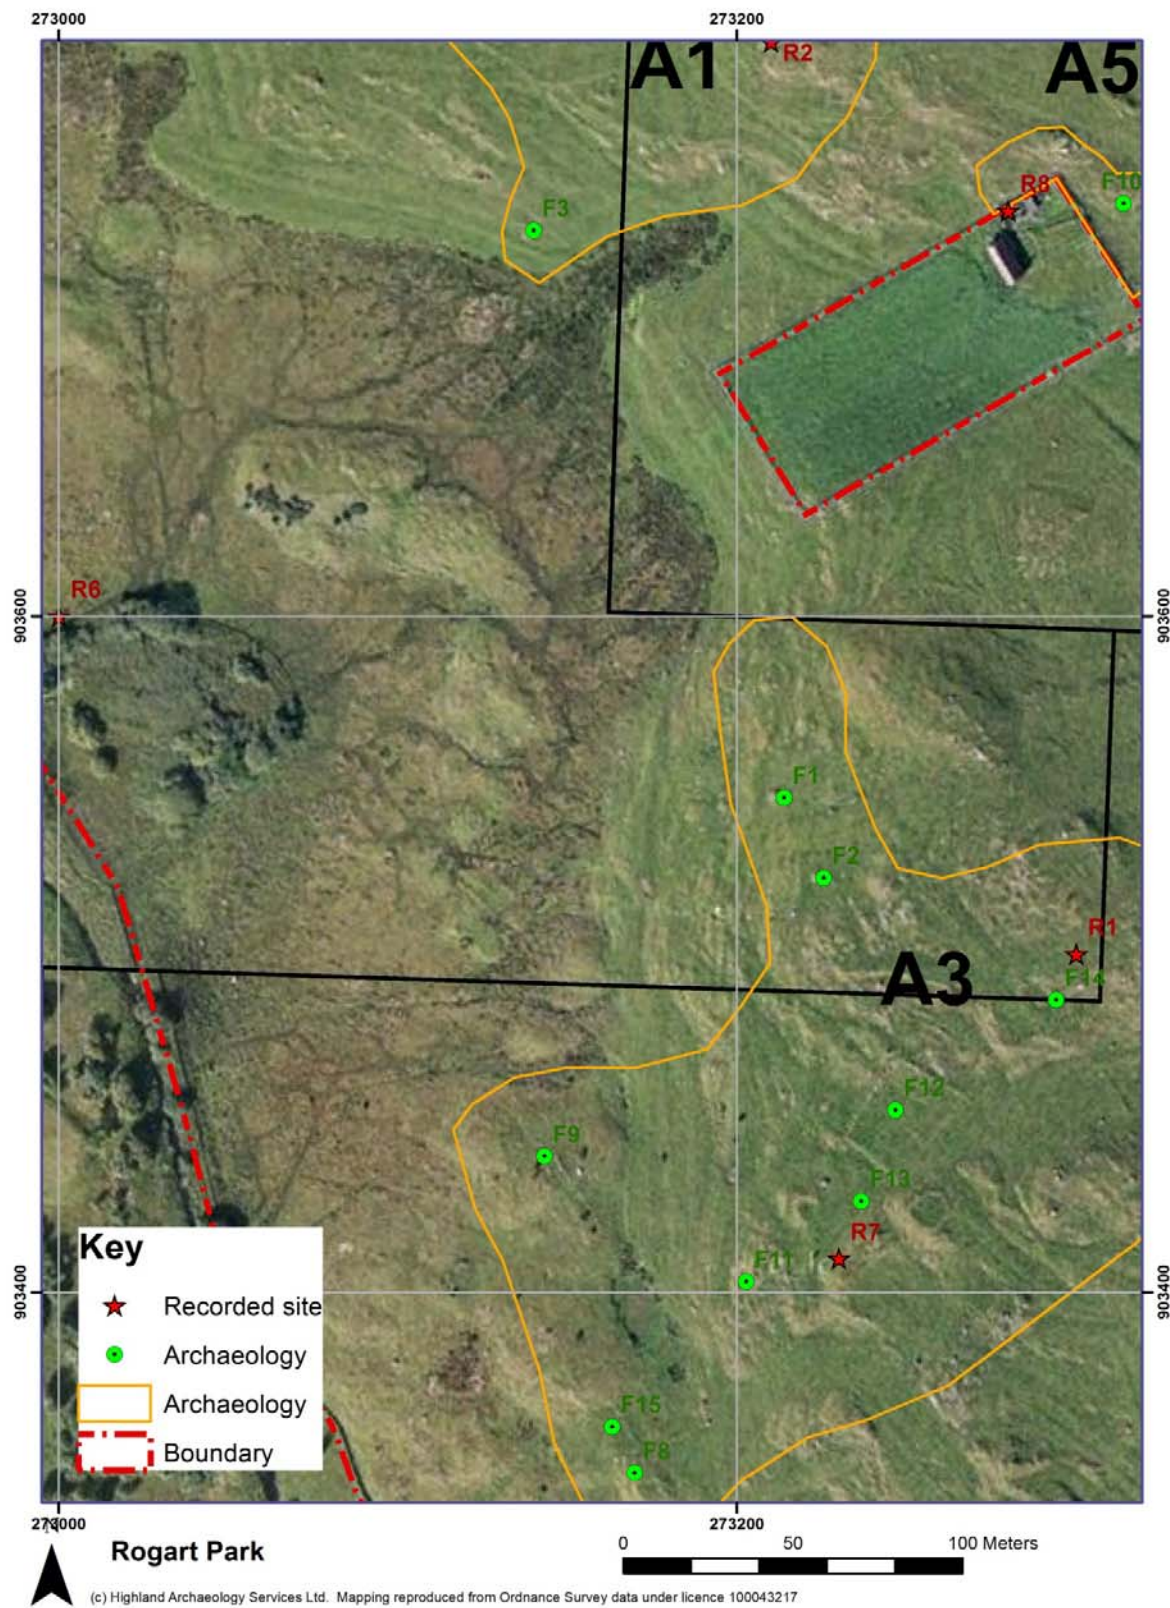 273000 273200
A1 R2 A5
R8 F10
F3
R6
903600 903600
F1
F2
R1
A3 F14
F12
F9
F13
R7
F11
903400 903400
Key
Recorded site
Archaeology
Archaeology
Boundary
F15
F8
273000 273200
Rogart Park
0 50 100 Meters
(c) Highland Archaeology Services Ltd. Mapping reproduced from Ordnance Survey data under licence 100043217